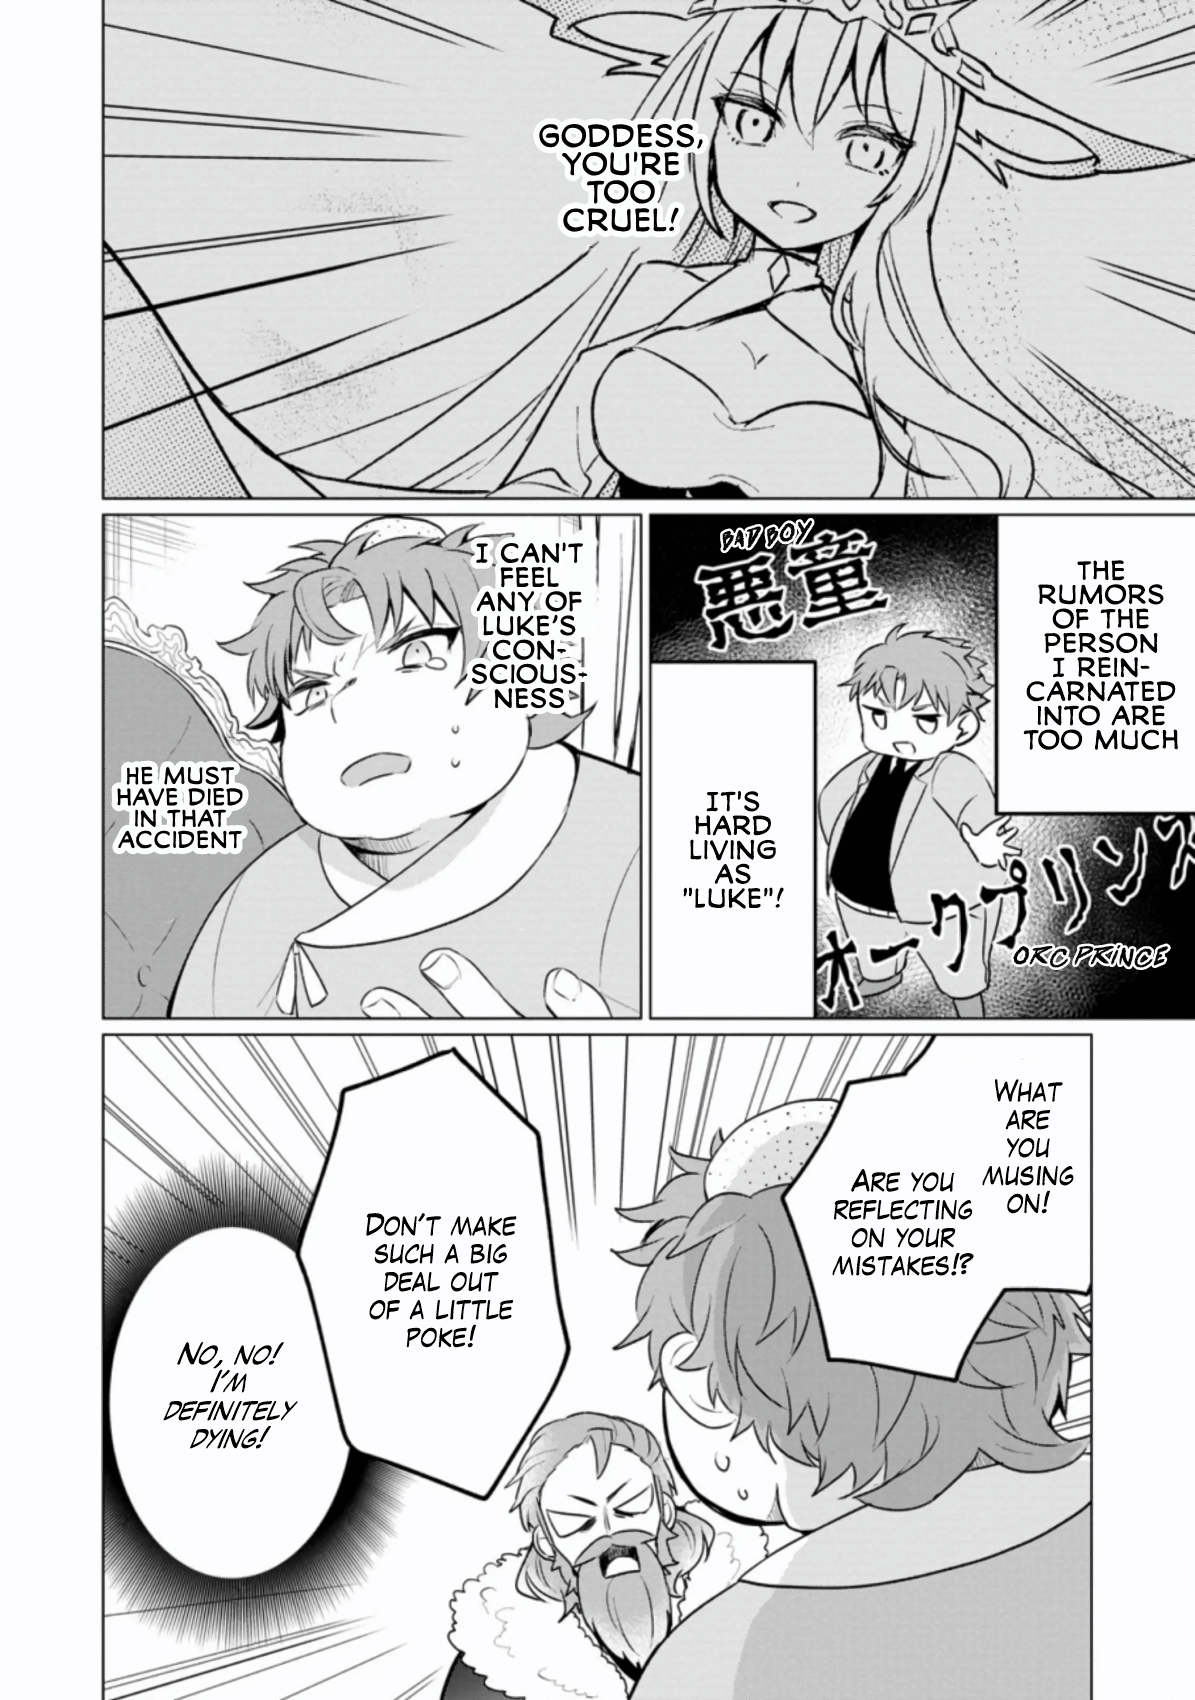 GODDESS,
YOU'RE
TOO
CRUEL!
THE
RUMORS
OF THE
PERSON
I REIN-
CARNATED
INTO ARE
TOO MUCH
BAD BOY
悪童
オークプリンス
ORC PRINCE
IT'S
HARD
LIVING
AS
"LUKE"!
I CAN'T
FEEL
ANY OF
LUKE'S
CON-
SCIOUS-
NESS
HE MUST
HAVE DIED
IN THAT
ACCIDENT
WHAT
ARE
YOU
MUSING
ON!
ARE YOU
REFLECTING
ON YOUR
MISTAKES!?
DON'T MAKE
SUCH A BIG
DEAL OUT
OF A LITTLE
POKE!
NO, NO!
I'M
DEFINITELY
DYING!